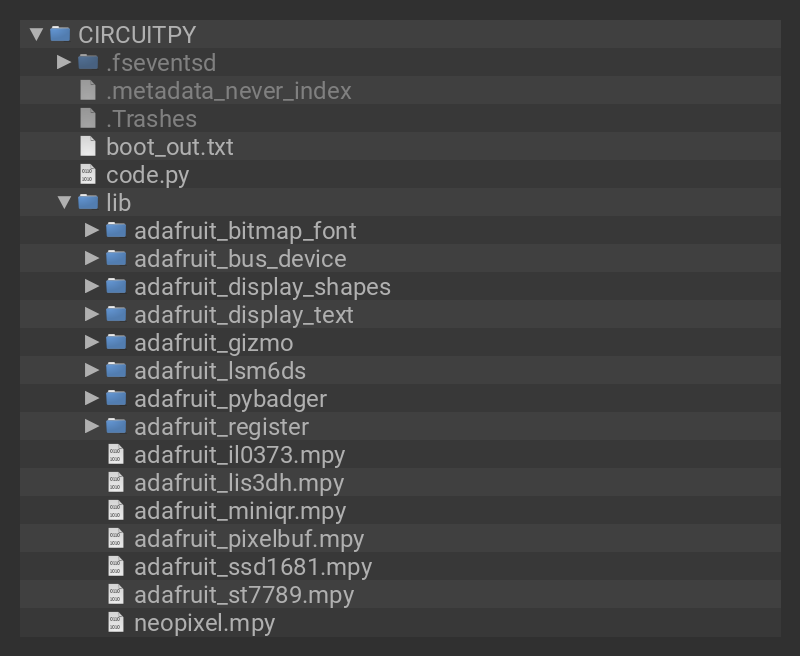 CIRCUITPY
.fseventsd
.metadata_never_index
.Trashes
boot_out.txt
code.py
lib
adafruit_bitmap_font
adafruit_bus_device
adafruit_display_shapes
adafruit_display_text
adafruit_gizmo
adafruit_lsm6ds
adafruit_pybadger
adafruit_register
adafruit_il0373.mpy
adafruit_lis3dh.mpy
adafruit_miniqr.mpy
adafruit_pixelbuf.mpy
adafruit_ssd1681.mpy
adafruit_st7789.mpy
neopixel.mpy